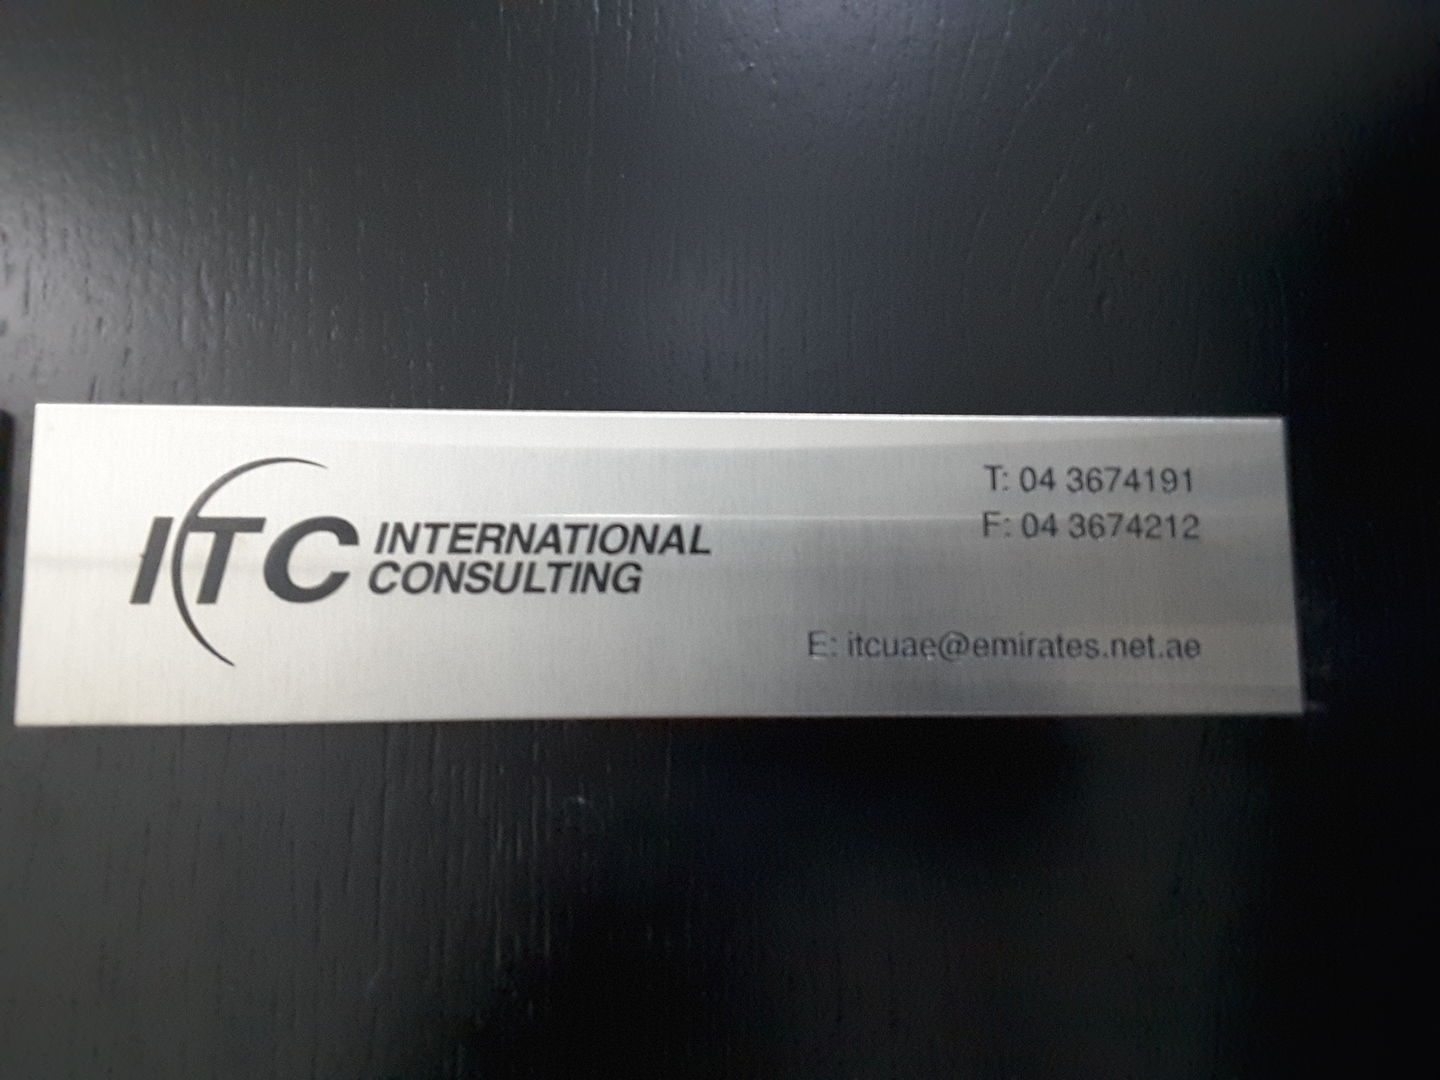 ITC INTERNATIONAL
CONSULTING
T: 04 3674191
F: 04 3674212
E: itcuae@emirates.net.ae